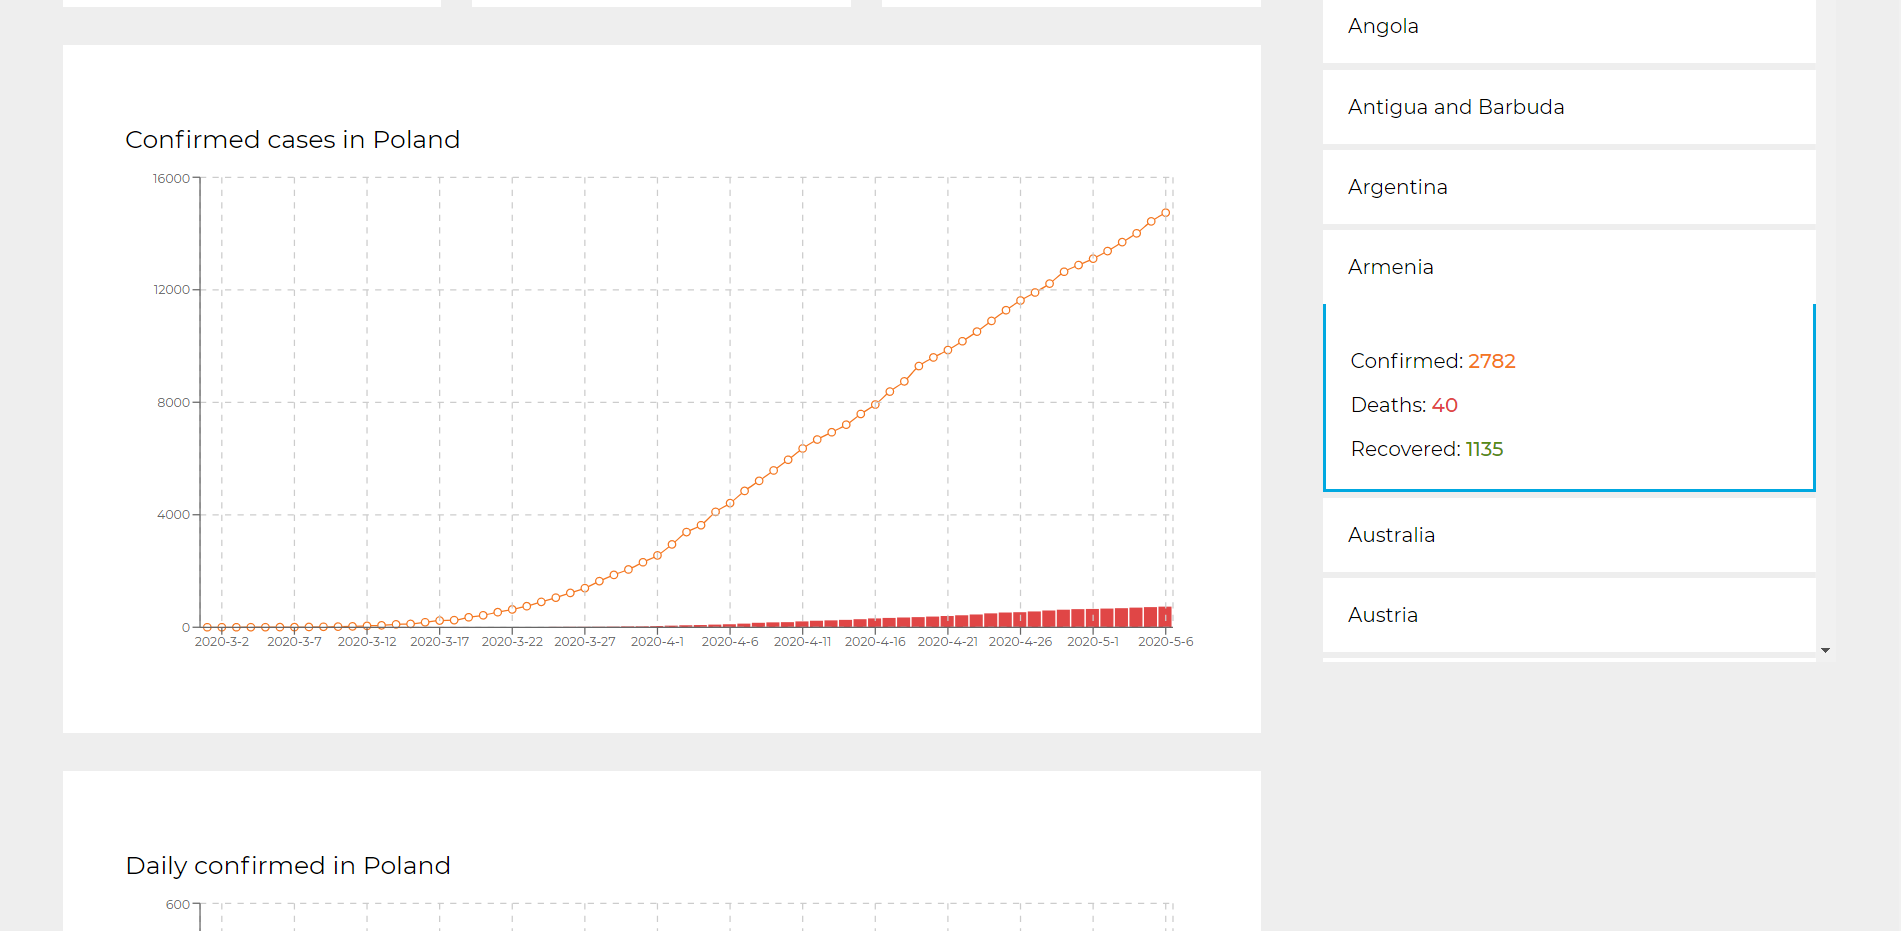 Confirmed cases in Poland
16000
12000
8000
4000
0
2020-3-2 2020-3-7 2020-3-12 2020-3-17 2020-3-22 2020-3-27 2020-4-1 2020-4-6 2020-4-11 2020-4-16 2020-4-21 2020-4-26 2020-5-1 2020-5-6
Daily confirmed in Poland
600
Angola
Antigua and Barbuda
Argentina
Armenia
Confirmed: 2782
Deaths: 40
Recovered: 1135
Australia
Austria